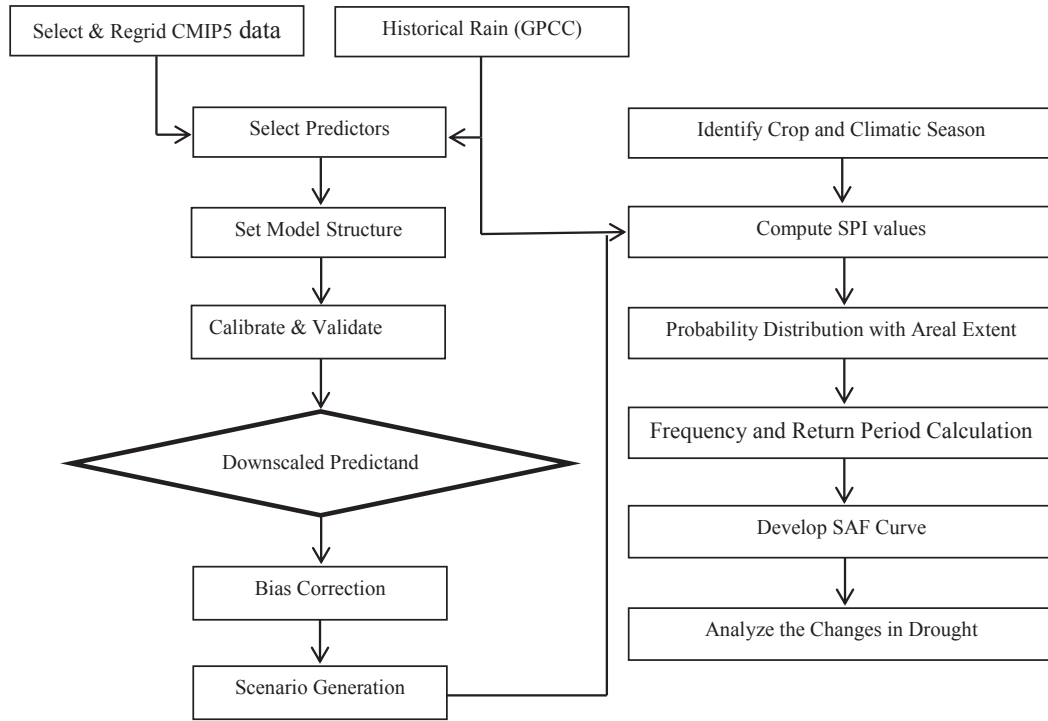 Select & Regrid CMIP5 data
Historical Rain (GPCC)
Select Predictors
Set Model Structure
Calibrate & Validate
Downscaled Predictand
Bias Correction
Scenario Generation
Identify Crop and Climatic Season
Compute SPI values
Probability Distribution with Areal Extent
Frequency and Return Period Calculation
Develop SAF Curve
Analyze the Changes in Drought